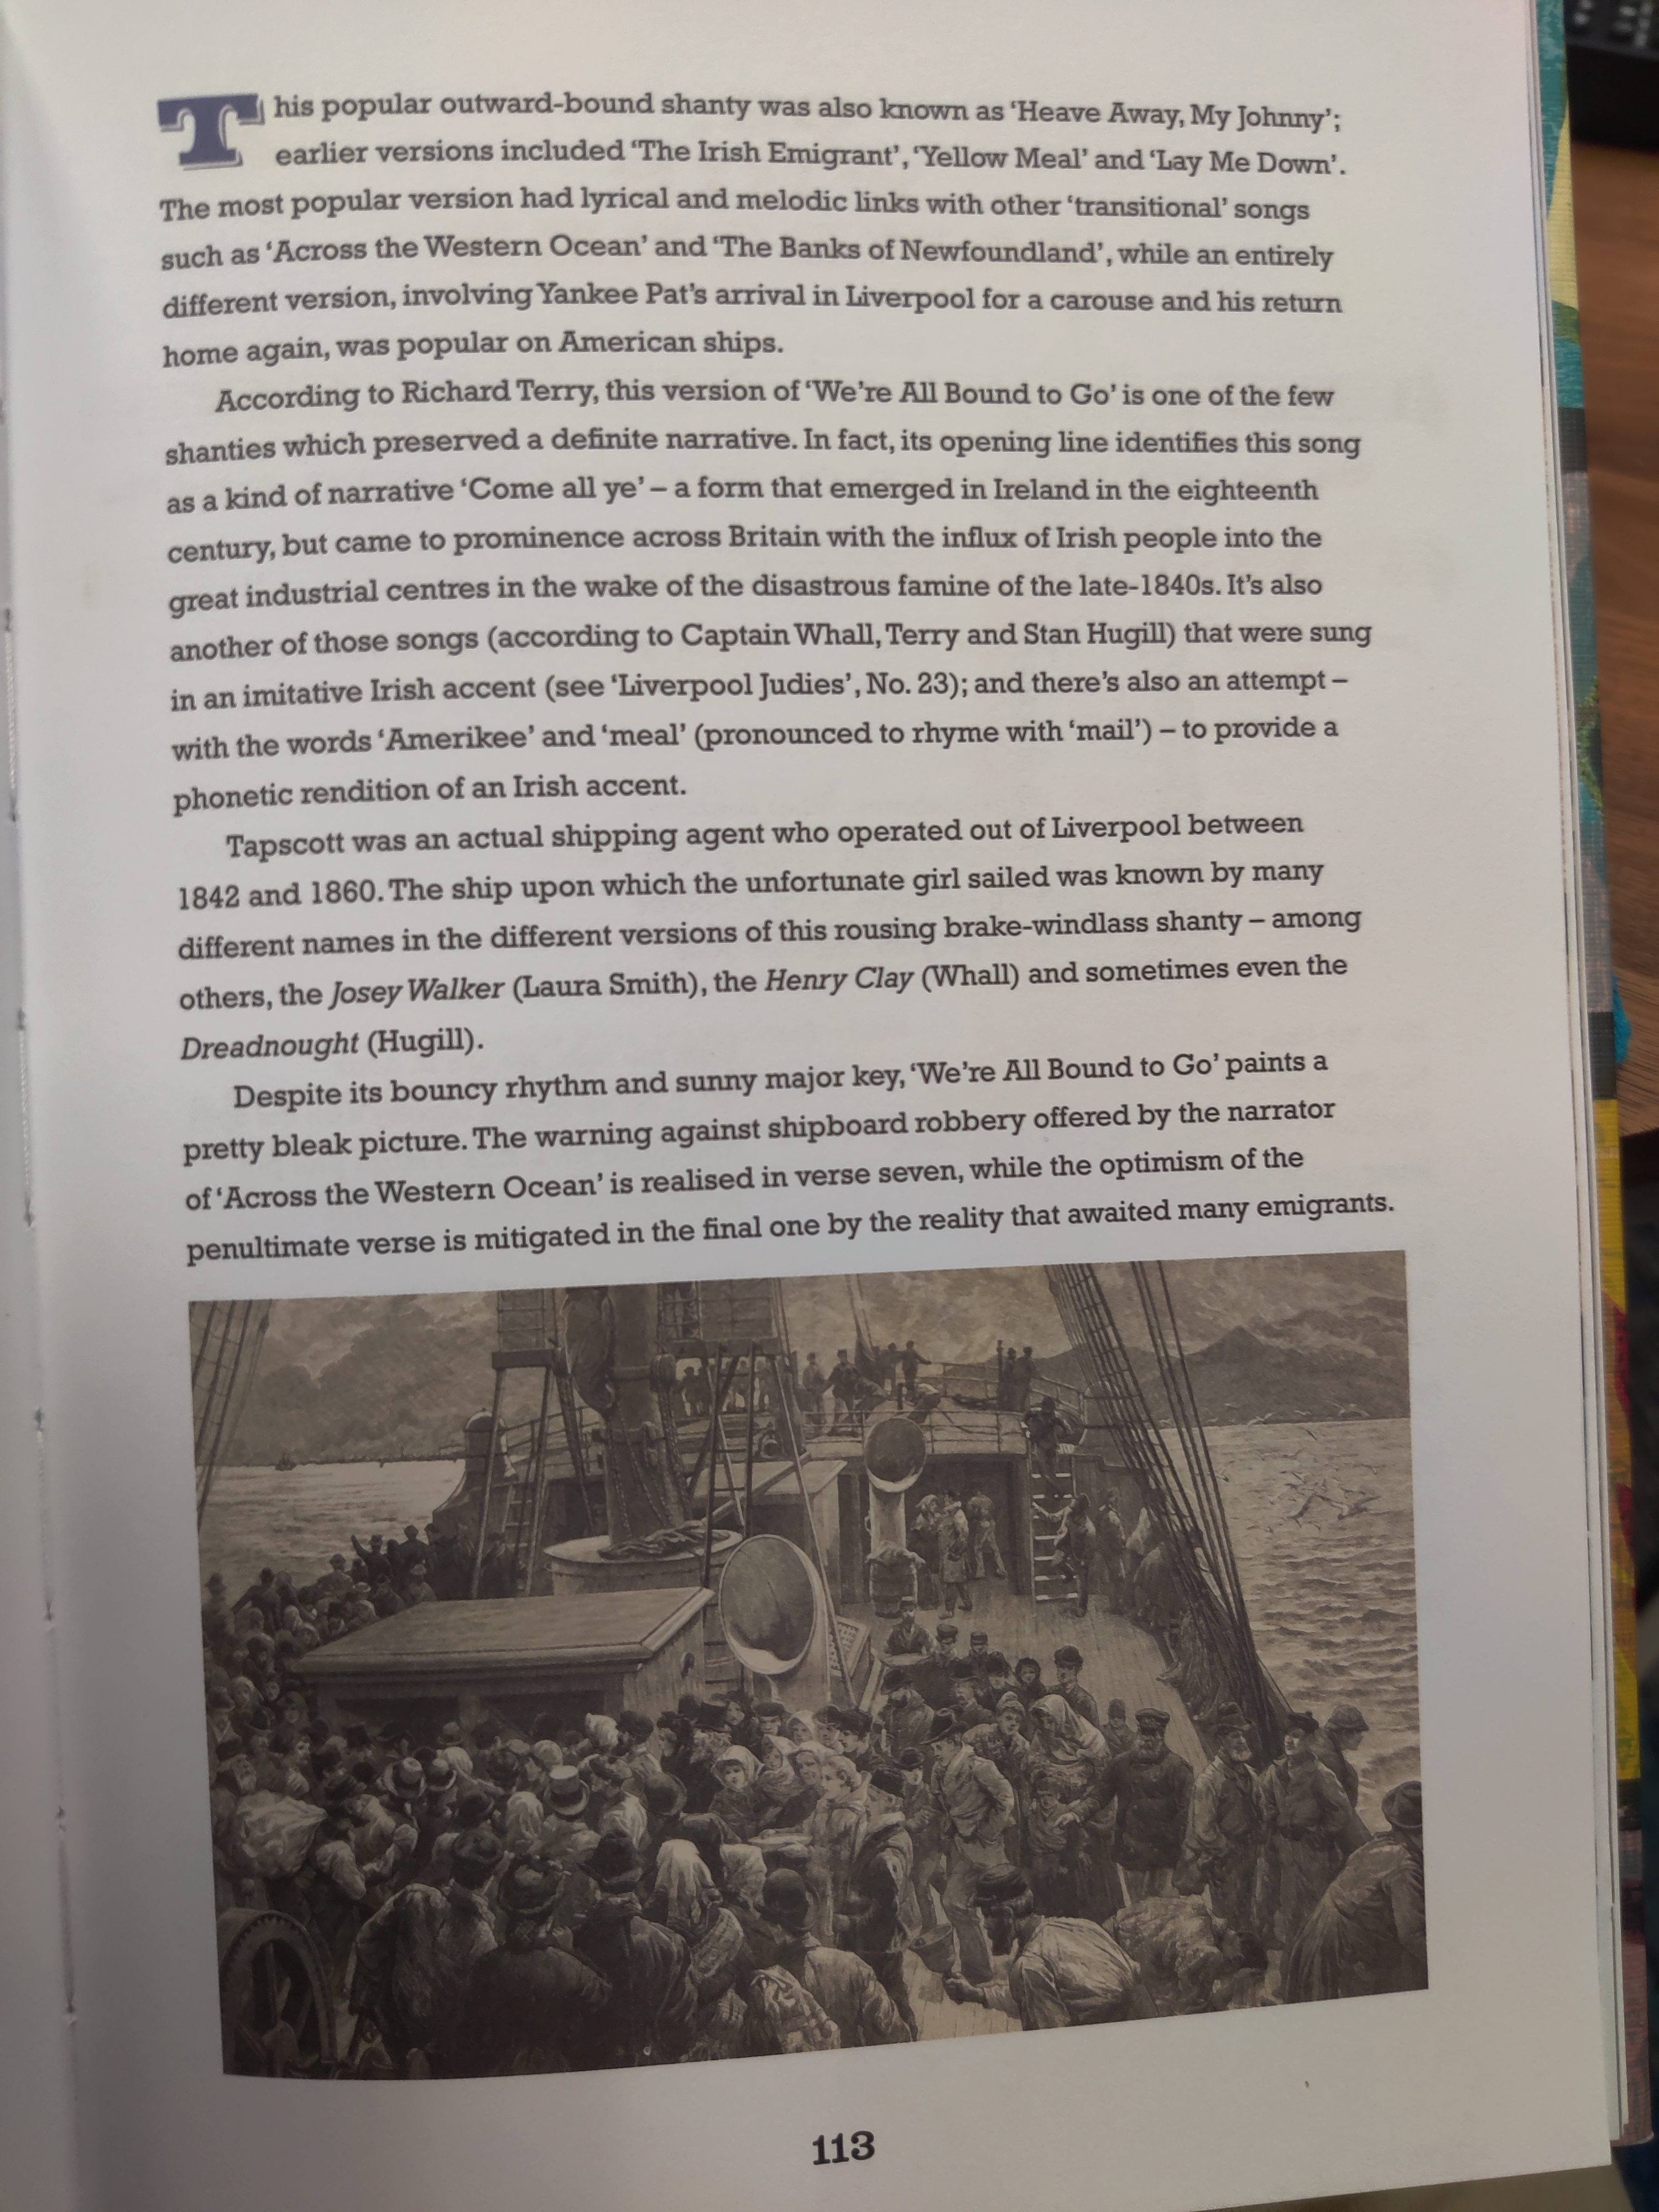 This popular outward-bound shanty was also known as ‘Heave Away, My Johnny’;
earlier versions included ‘The Irish Emigrant’, ‘Yellow Meal’ and ‘Lay Me Down’.
The most popular version had lyrical and melodic links with other ‘transitional’ songs
such as ‘Across the Western Ocean’ and ‘The Banks of Newfoundland’, while an entirely
different version, involving Yankee Pat’s arrival in Liverpool for a carouse and his return
home again, was popular on American ships.
According to Richard Terry, this version of ‘We’re All Bound to Go’ is one of the few
shanties which preserved a definite narrative. In fact, its opening line identifies this song
as a kind of narrative ‘Come all ye’ – a form that emerged in Ireland in the eighteenth
century, but came to prominence across Britain with the influx of Irish people into the
great industrial centres in the wake of the disastrous famine of the late-1840s. It’s also
another of those songs (according to Captain Whall, Terry and Stan Hugill) that were sung
in an imitative Irish accent (see ‘Liverpool Judies’, No. 23); and there’s also an attempt –
with the words ‘Amerikee’ and ‘meal’ (pronounced to rhyme with ‘mail’) – to provide a
phonetic rendition of an Irish accent.
Tapscott was an actual shipping agent who operated out of Liverpool between
1842 and 1860. The ship upon which the unfortunate girl sailed was known by many
different names in the different versions of this rousing brake-windlass shanty – among
others, the Josey Walker (Laura Smith), the Henry Clay (Whall) and sometimes even the
Dreadnought (Hugill).
Despite its bouncy rhythm and sunny major key, ‘We’re All Bound to Go’ paints a
pretty bleak picture. The warning against shipboard robbery offered by the narrator
of ‘Across the Western Ocean’ is realised in verse seven, while the optimism of the
penultimate verse is mitigated in the final one by the reality that awaited many emigrants.
113